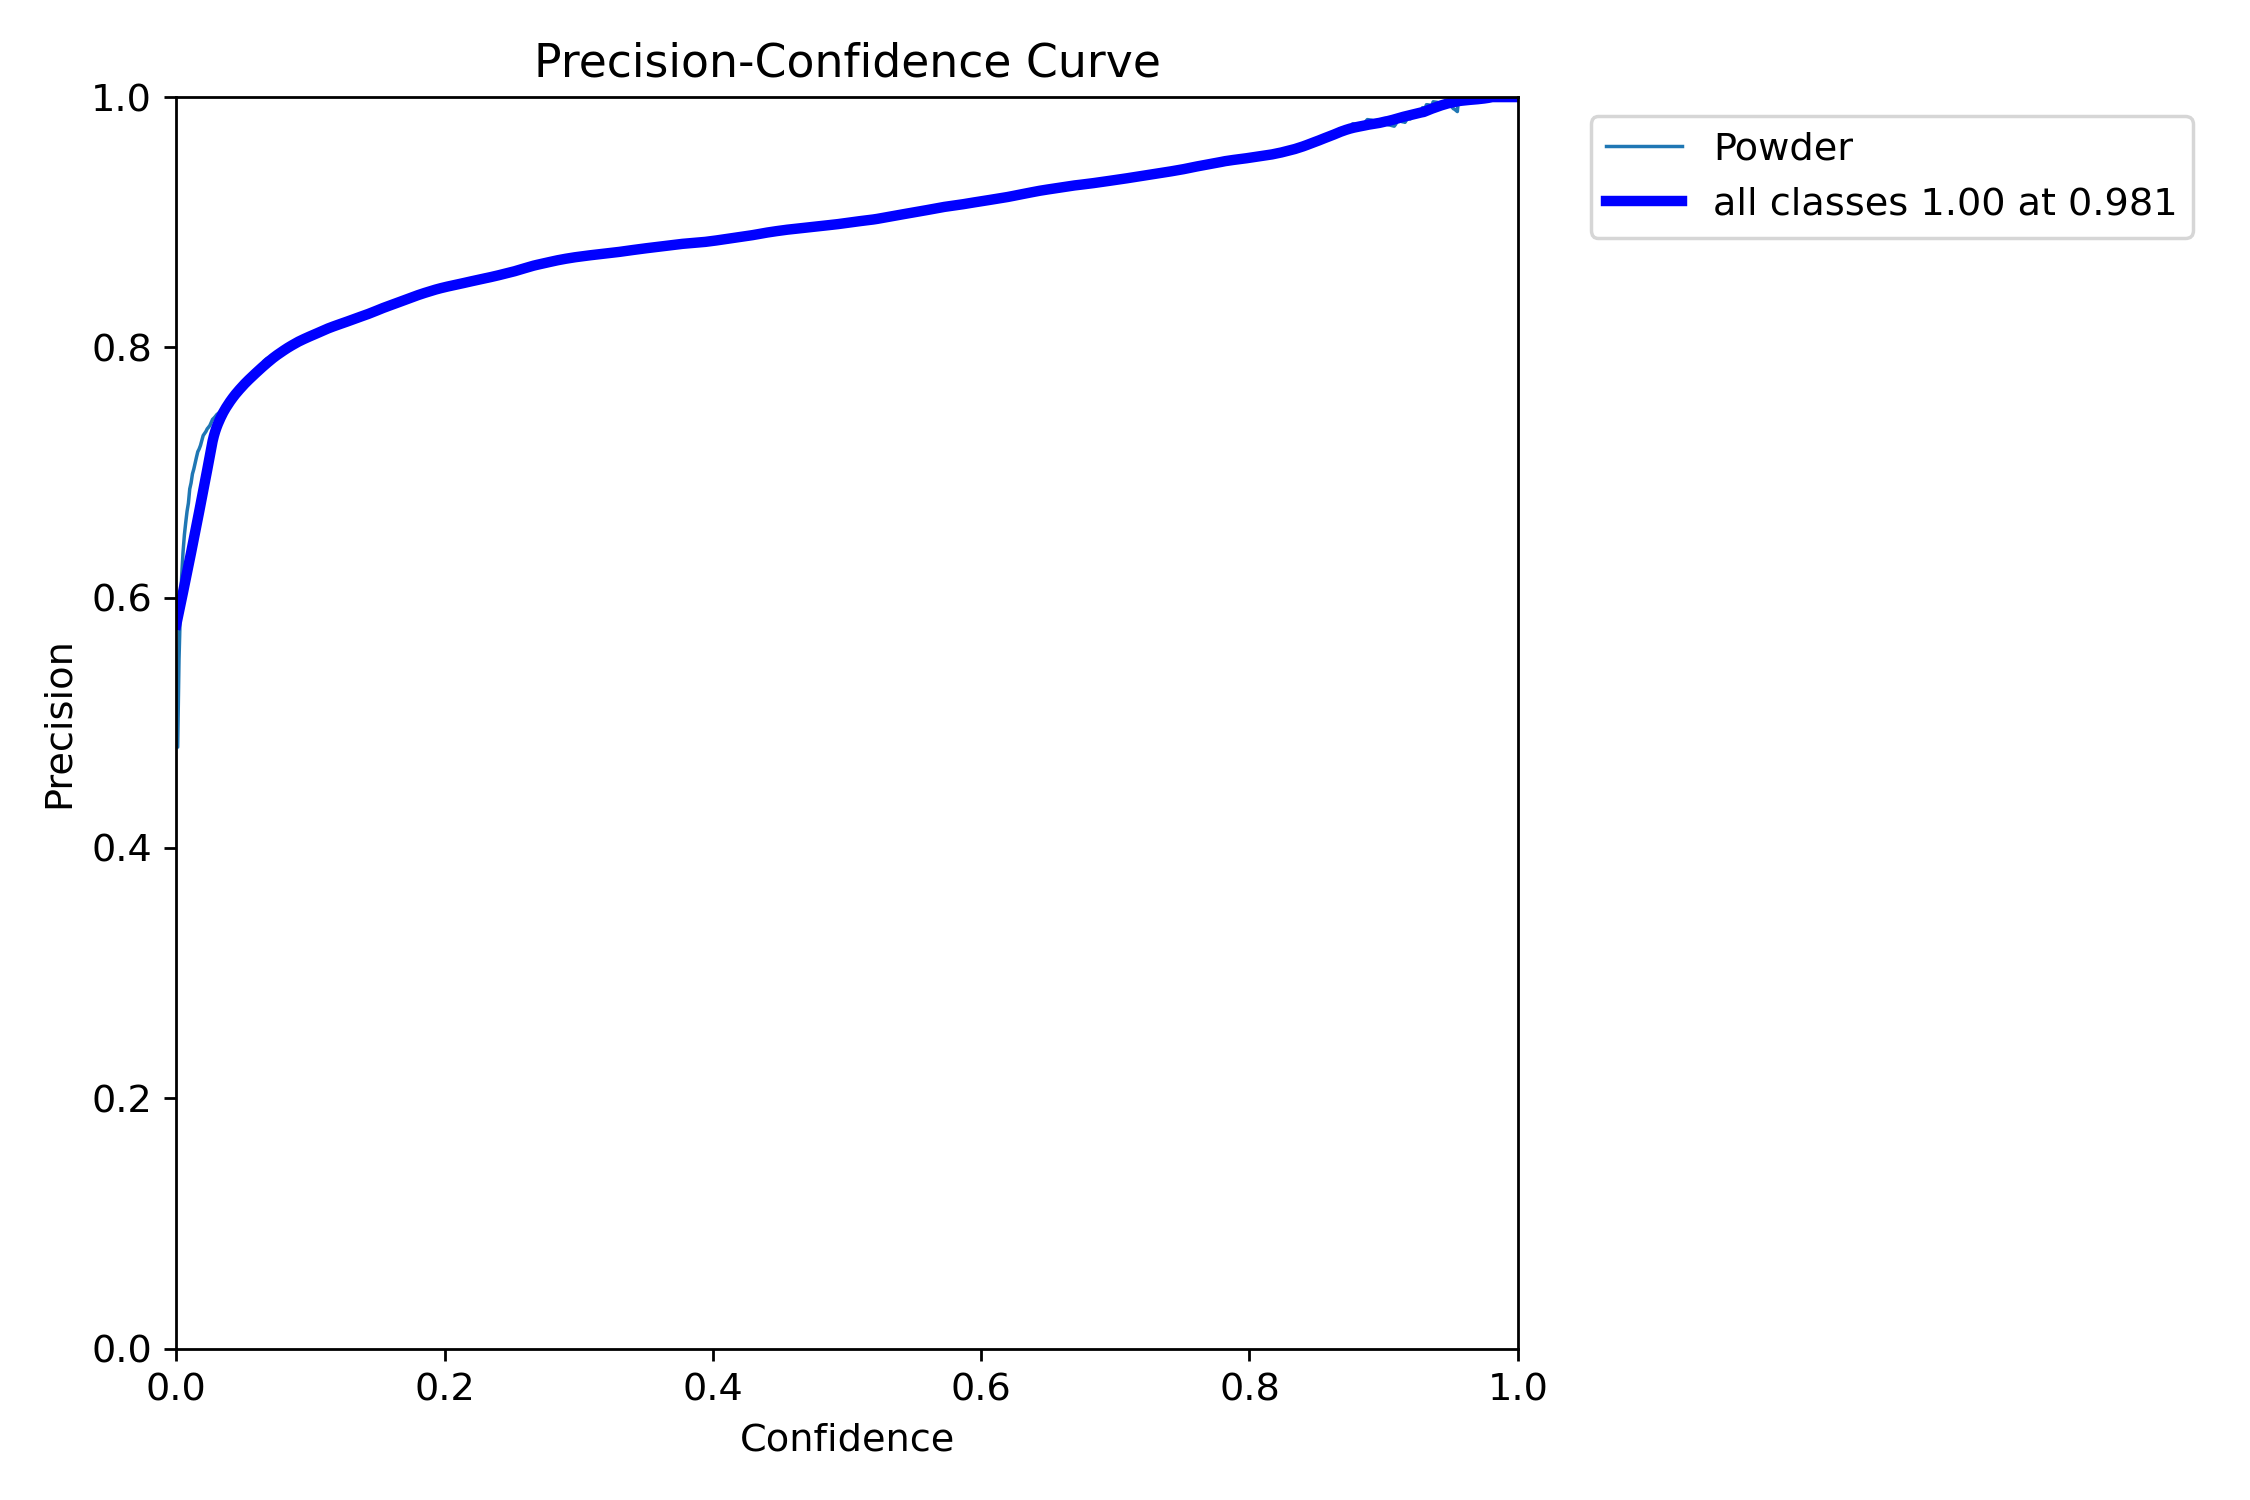 Precision-Confidence Curve
1.0
0.8
0.6
0.4
0.2
0.0
Precision
0.0 0.2 0.4 0.6 0.8 1.0
Confidence
Powder
all classes 1.00 at 0.981